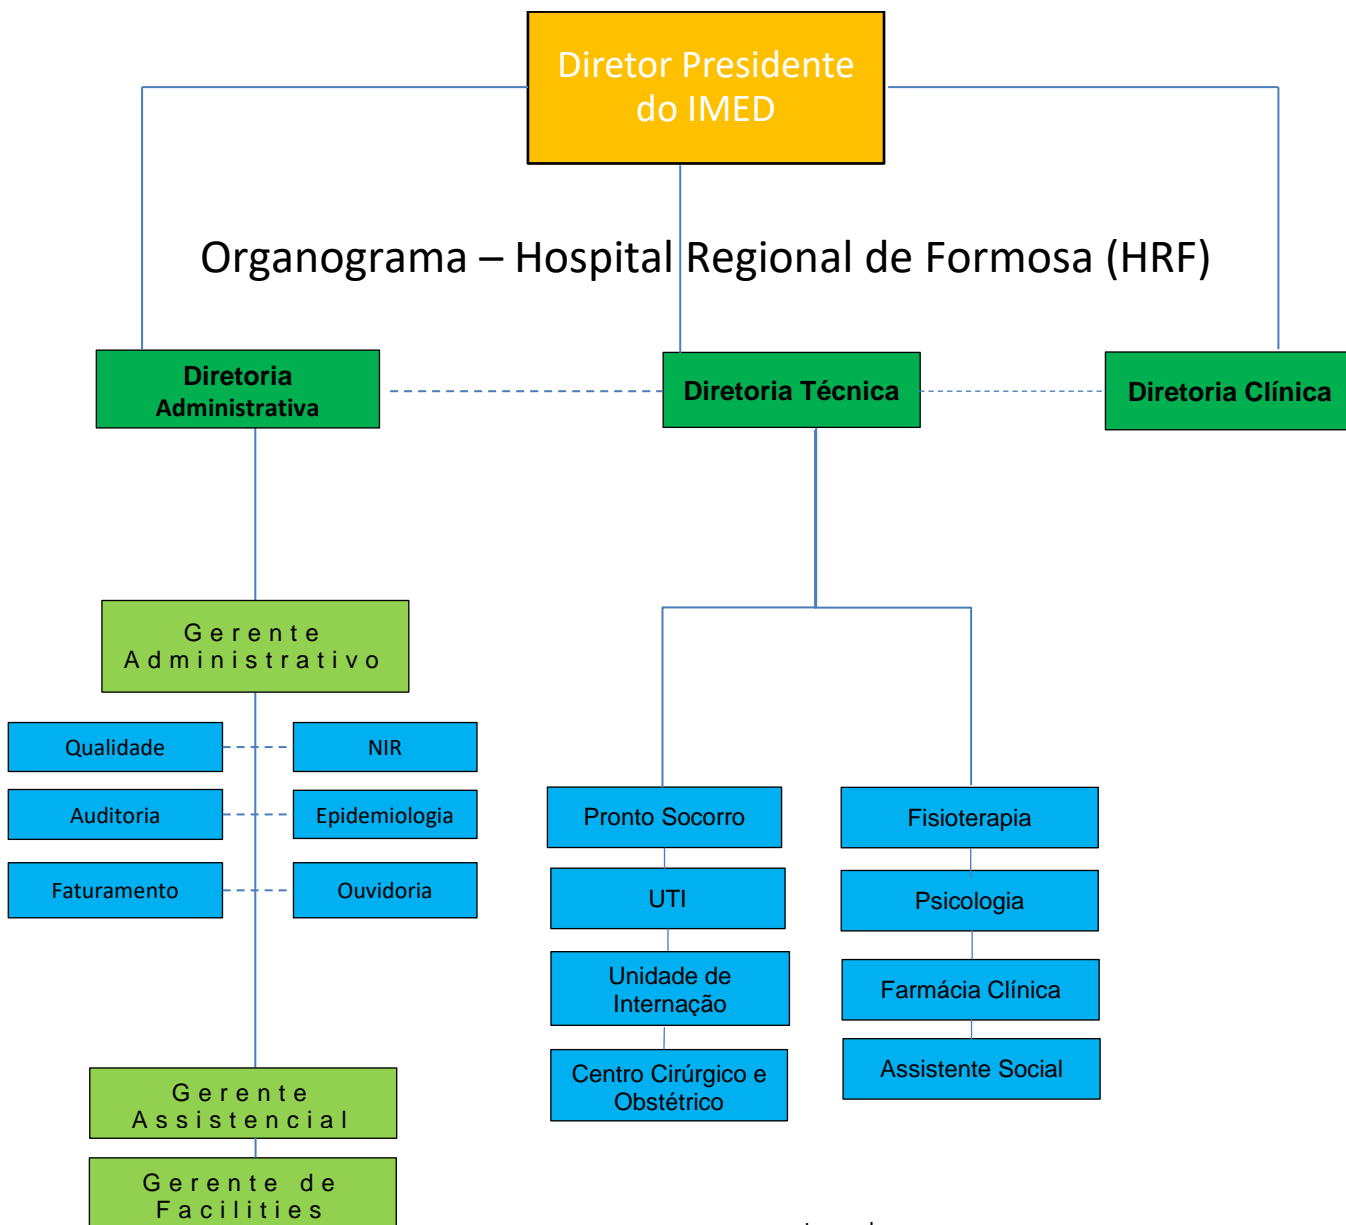 Diretor Presidente
do IMED
Organograma – Hospital Regional de Formosa (HRF)
Diretoria
Administrativa
Diretoria Técnica
Diretoria Clínica
Gerente
Administrativo
Qualidade
NIR
Auditoria
Epidemiologia
Faturamento
Ouvidoria
Pronto Socorro
Fisioterapia
UTI
Psicologia
Unidade de
Internação
Farmácia Clínica
Centro Cirúrgico e
Obstétrico
Assistente Social
Gerente
Assistencial
Gerente de
Facilities